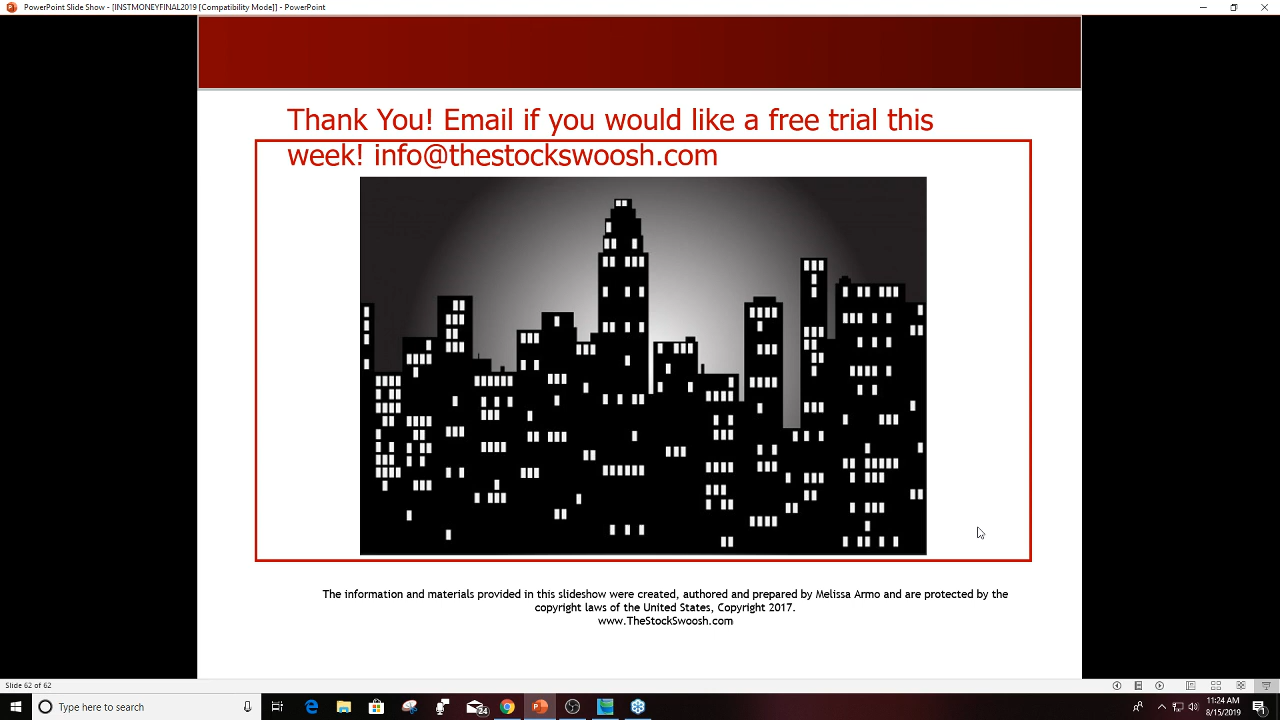 PowerPoint Slide Show - [INSTMONEYFINAL2019 [Compatibility Mode]] - PowerPoint
Thank You! Email if you would like a free trial this
week! info@thestockswoosh.com
The information and materials provided in this slideshow were created, authored and prepared by Melissa Armo and are protected by the
copyright laws of the United States, Copyright 2017.
www.TheStockSwoosh.com
Slide 62 of 62
Type here to search
24
11:24 AM
8/15/2019
1